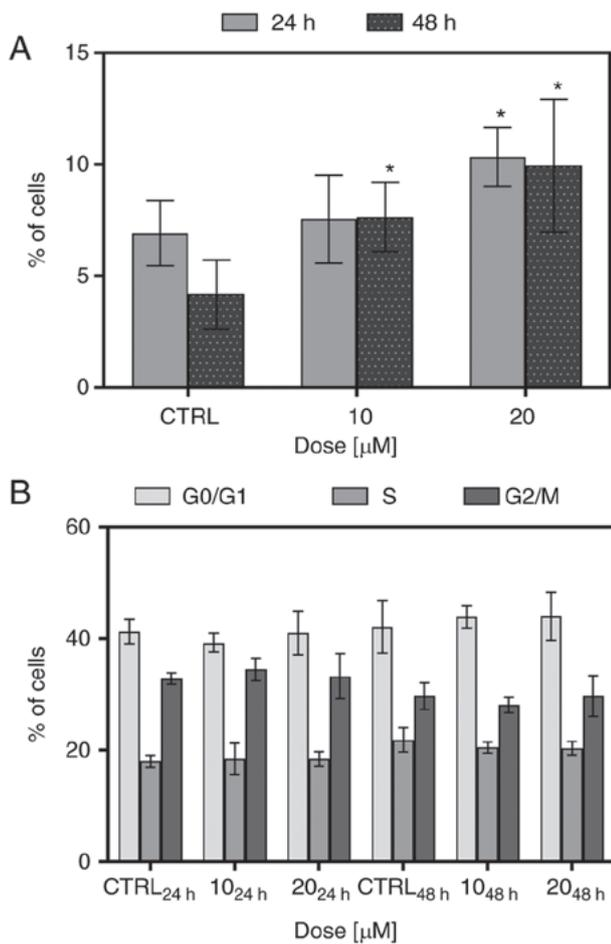 A
24 h 48 h
% of cells
15
10
5
0
* * *
CTRL 10 20
Dose [μM]
B
G0/G1 S G2/M
% of cells
60
40
20
0
CTRL24 h 1024 h 2024 h CTRL48 h 1048 h 2048 h
Dose [μM]